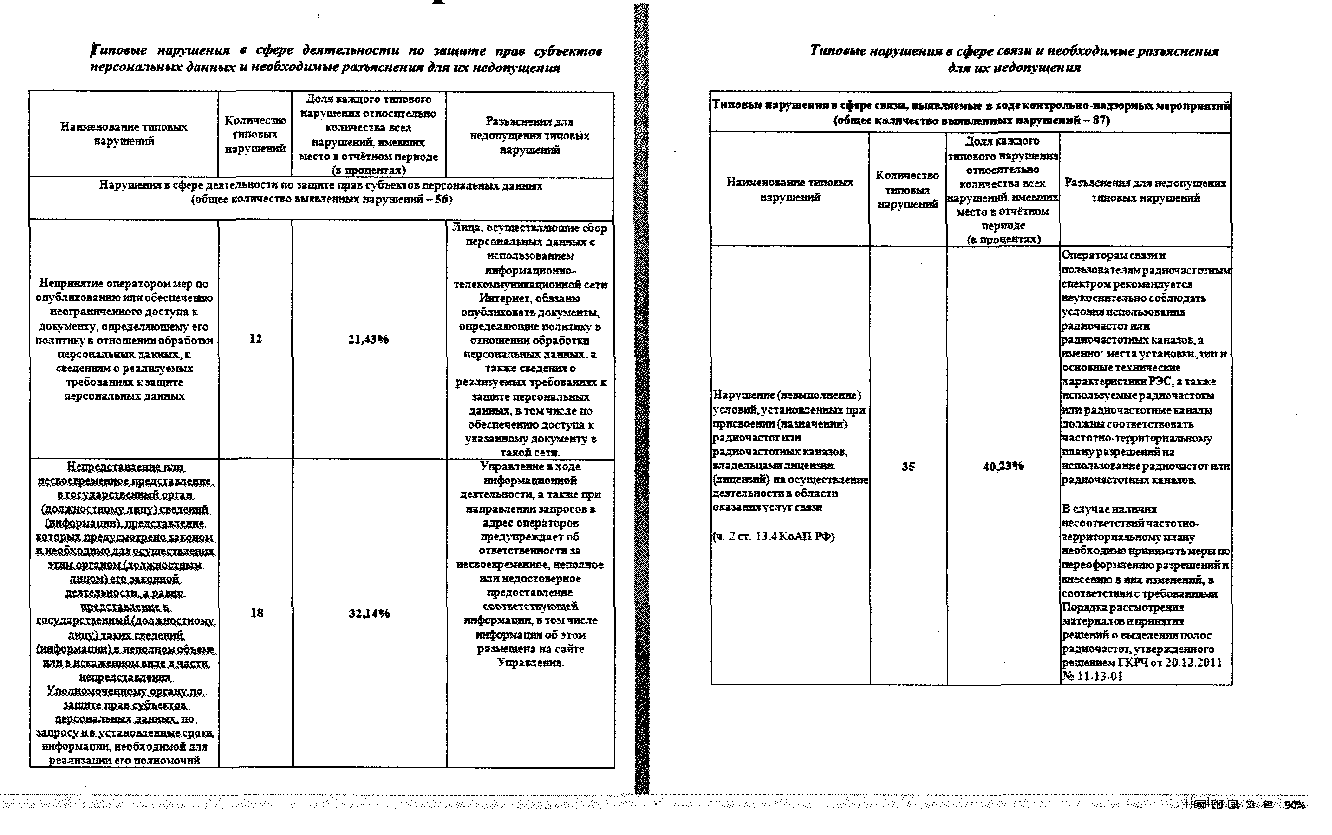 Типовые нарушения в сфере деятельности по защите прав субъектов
персональных данных и необходимые разъяснения для их недопущения
Наименование типовых
нарушений
Количество
типовых
нарушений
Доля каждого типового
нарушения относительно
количества всех
нарушений, имевших
место в отчётном периоде
(в процентах)
Разъяснения для
недопущения типовых
нарушений
Нарушения в сфере деятельности по защите прав субъектов персональных данных
(общее количество выявленных нарушений – 56)
Непринятие оператором мер по
опубликованию или обеспечению
неограниченного доступа к
документу, определяющему его
политику в отношении обработки
персональных данных, к
сведениям о реализуемых
требованиях к защите
персональных данных
12
21,43%
Лица, осуществляющие сбор
персональных данных с
использованием
информационно-
телекоммуникационной сети
Интернет, обязаны
опубликовать документы,
определяющие политику в
отношении обработки
персональных данных, а
также сведения о
реализуемых требованиях к
защите персональных
данных, в том числе по
обеспечению доступа к
указанному документу в
такой сети.
Непредставление или
несвоевременное представление
в государственный орган
(должностному лицу) сведений
(информации), представление
которых предусмотрено законом
и необходимо для осуществления
этим органом (должностным
лицом) его законной
деятельности, а равно
представление в
государственный (должностному
лицу) таких сведений
(информации) в неполном объеме
или в искаженном виде в части
непредставления
Уполномоченному органу по
защите прав субъектов
персональных данных, по
запросу и в установленные сроки,
информации, необходимой для
реализации его полномочий
18
32,14%
Управление в ходе
информационной
деятельности, а также при
направлении запросов в
адрес операторов
предупреждает об
ответственности за
несвоевременное, неполное
или недостоверное
предоставление
соответствующей
информации, в том числе
информация об этом
размещена на сайте
Управления.
Типовые нарушения в сфере связи и необходимые разъяснения
для их недопущения
Типовые нарушения в сфере связи, выявляемые в ходе контрольно-надзорных мероприятий
(общее количество выявленных нарушений – 87)
Наименование типовых
нарушений
Количество
типовых
нарушений
Доля каждого
типового нарушения
относительно
количества всех
нарушений, имевших
место в отчётном
периоде
(в процентах)
Разъяснения для недопущения
типовых нарушений
Нарушение (невыполнение)
условий, установленных при
присвоении (назначении)
радиочастот или
радиочастотных каналов,
владельцами лицензии
(лицензий) на осуществление
деятельности в области
оказания услуг связи
(ч. 2 ст. 13.4 КоАП РФ)
35
40,23%
Операторам связи и
пользователям радиочастотным
спектром рекомендуется
неукоснительно соблюдать
условия использования
радиочастот или
радиочастотных каналов, а
именно: места установки, тип и
основные технические
характеристики РЭС, а также
используемые радиочастоты
или радиочастотные каналы
должны соответствовать
частотно-территориальному
плану разрешений на
использование радиочастот или
радиочастотных каналов.
В случае наличия
несоответствий частотно-
территориальному плану
необходимо принимать меры по
переоформлению разрешений и
внесению в них изменений, в
соответствии с требованиями
Порядка рассмотрения
материалов и принятия
решений о выделении полос
радиочастот, утвержденного
решением ГКРЧ от 20.12.2011
№ 11-13-01
90%